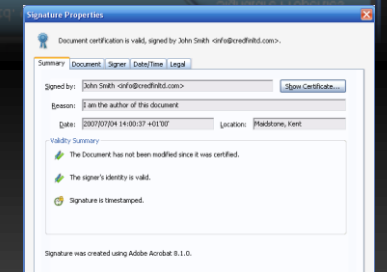 Signature Properties
Document certification is valid, signed by John Smith <info@credfinltd.com>.
Summary Document Signer Date/Time Legal
Signed by: John Smith <info@credfinltd.com> Show Certificate...
Reason: I am the author of this document
Date: 2007/07/04 14:00:37 +01'00' Location: Maidstone, Kent
Validity Summary
The Document has not been modified since it was certified.
The signer's identity is valid.
Signature is timestamped.
Signature was created using Adobe Acrobat 8.1.0.